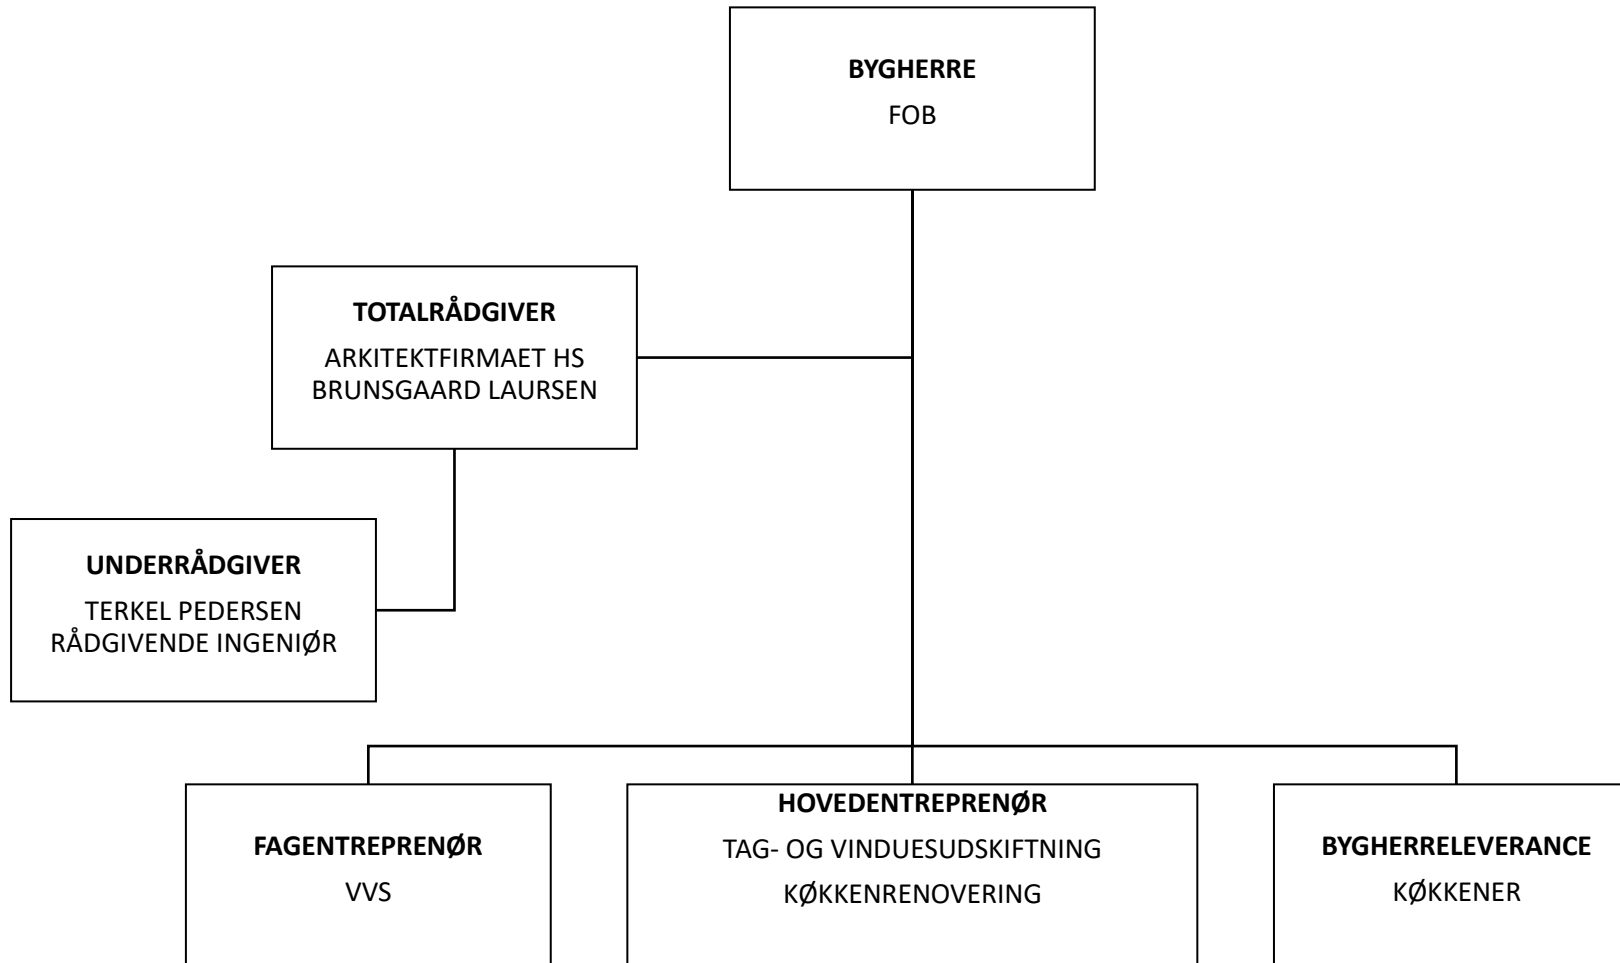 BYGHERRE
FOB
TOTALRÅDGIVER
ARKITEKTFIRMAET HS
BRUNSGAARD LAURSEN
UNDERRÅDGIVER
TERKEL PEDERSEN
RÅDGIVENDE INGENIØR
FAGENTREPRENØR
VVS
HOVEDENTREPRENØR
TAG- OG VINDUESUDSKIFTNING
KØKKENRENOVERING
BYGHERRELEVERANCE
KØKKENER